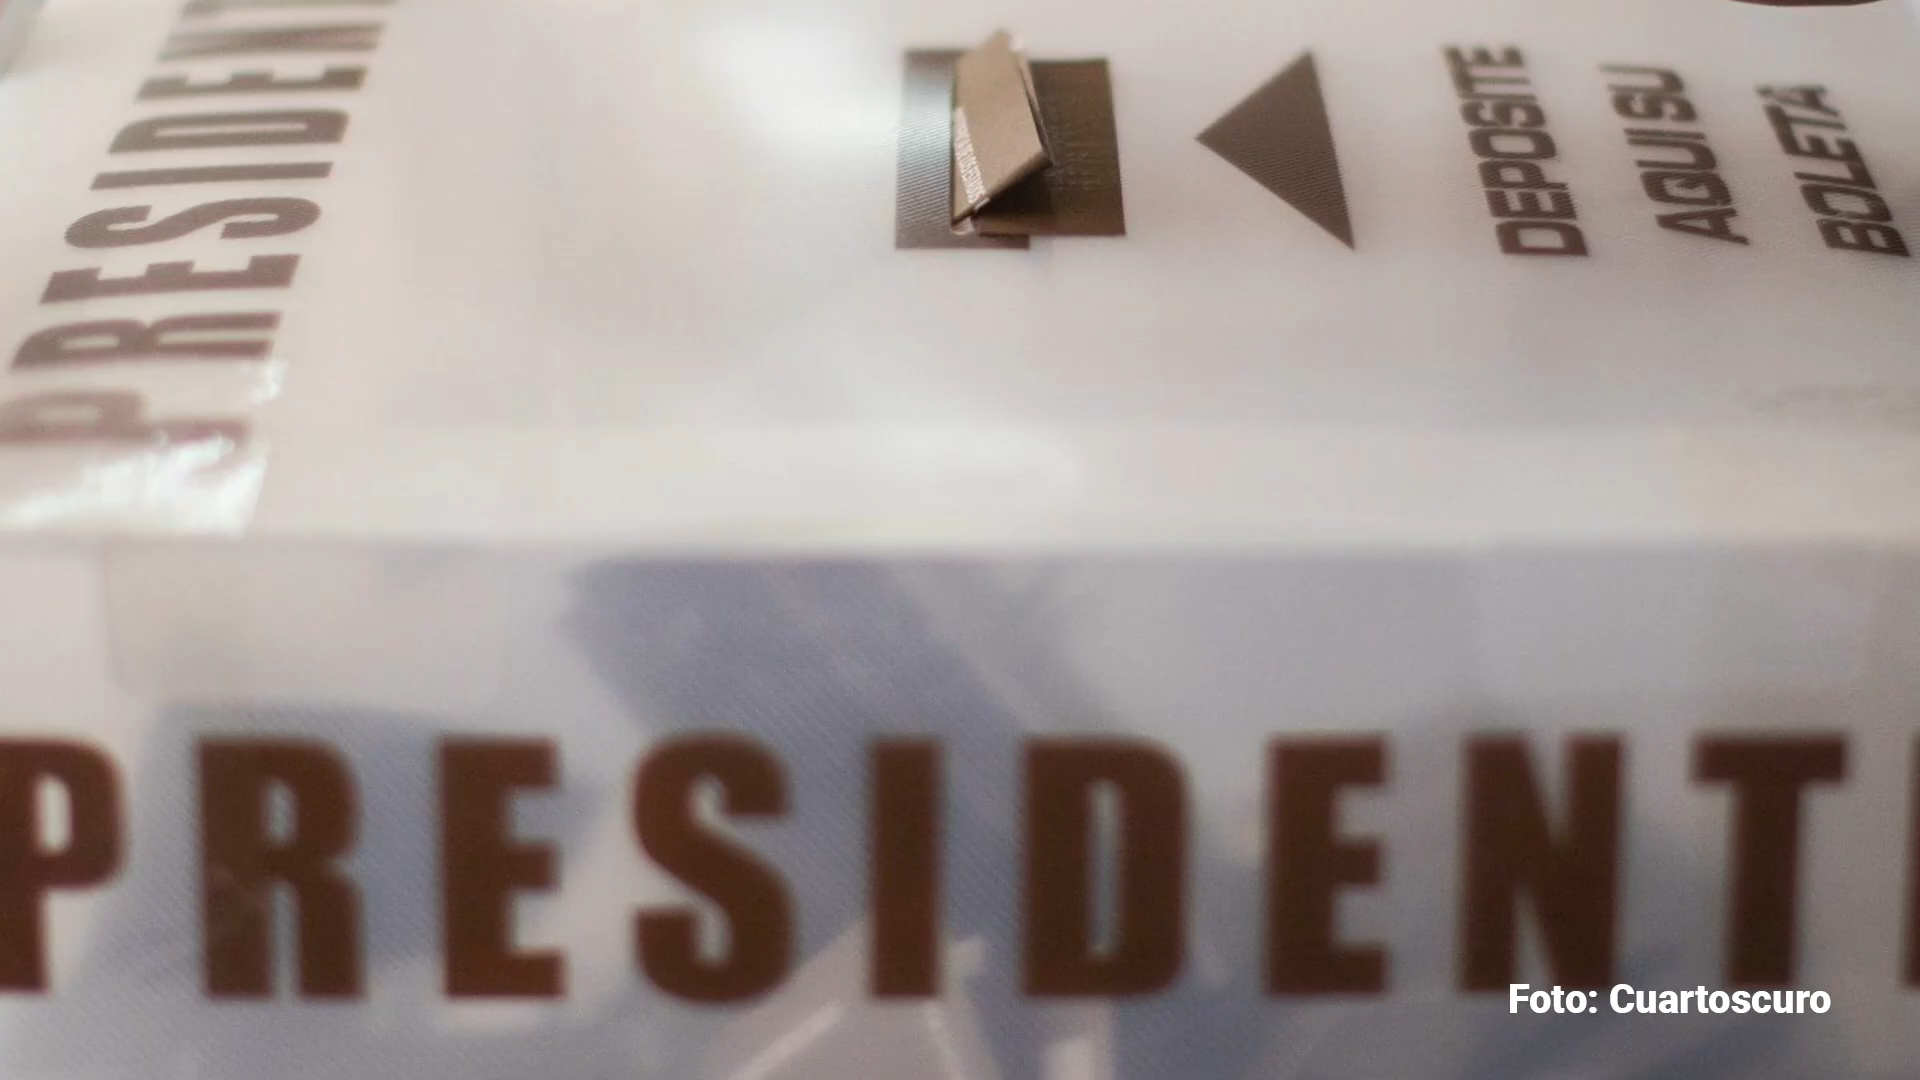 PRESIDENT
DEPOSITE
AQUI SU
BOLETA
PRESIDENT
Foto: Cuartoscuro